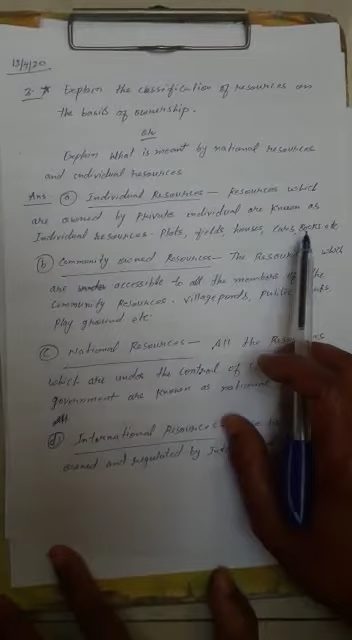 13/4/20
3. * Explain the classification of resources on
the basis of ownership.
Or
Explain what is meant by national resources
and individual resources
Ans. (a) Individual Resources - Resources which
are owned by private individual are known as
Individual Resources. Plots, fields, houses, cars, books etc
(b) Community owned Resources - The which
are accessible to all the members of the
Community Resources. Village ponds, public
Play ground etc.
(c) National Resources - All the
which are under the control of
government are known as national
(d) International Resources
owned and regulated by